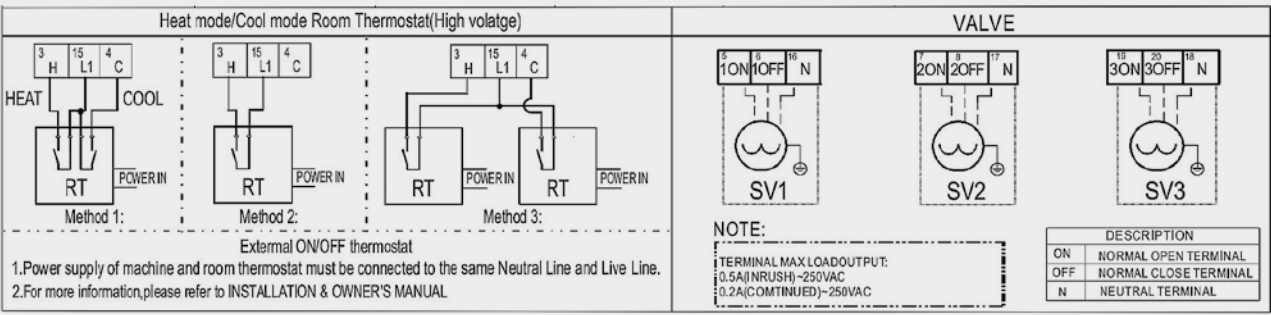 Heat mode/Cool mode Room Thermostat(High volatge)
3 15 4
H L1 C
HEAT COOL
RT
POWER IN
Method 1:
3 15 4
H L1 C
RT
POWER IN
Method 2:
3 15 4
H L1 C
RT
POWER IN
RT
POWER IN
Method 3:
External ON/OFF thermostat
1.Power supply of machine and room thermostat must be connected to the same Neutral Line and Live Line.
2.For more information,please refer to INSTALLATION & OWNER'S MANUAL
VALVE
5 6 16
1ON 1OFF N
SV1
7 8 17
2ON 2OFF N
SV2
19 20 18
3ON 3OFF N
SV3
NOTE:
TERMINAL MAX LOADOUTPUT:
0.5A(INRUSH)~250VAC
0.2A(COMTINUED)~250VAC
DESCRIPTION
ON NORMAL OPEN TERMINAL
OFF NORMAL CLOSE TERMINAL
N NEUTRAL TERMINAL